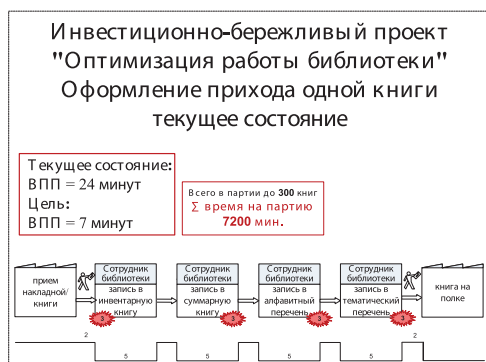 Инвестиционно-бережливый проект
"Оптимизация работы библиотеки"
Оформление прихода одной книги
текущее состояние
Текущее состояние:
ВПП = 24 минут
Цель:
ВПП = 7 минут
Всего в партии до 300 книг
∑ время на партию
7200 мин.
прием
накладной/
книги
Сотрудник
библиотеки
запись в
инвентарную
книгу
3
Сотрудник
библиотеки
запись в
суммарную
книгу
3
Сотрудник
библиотеки
запись в
алфавитный
перечень
3
Сотрудник
библиотеки
запись в
тематический
перечень
3
книга на
полке
2
5
5
5
5
2